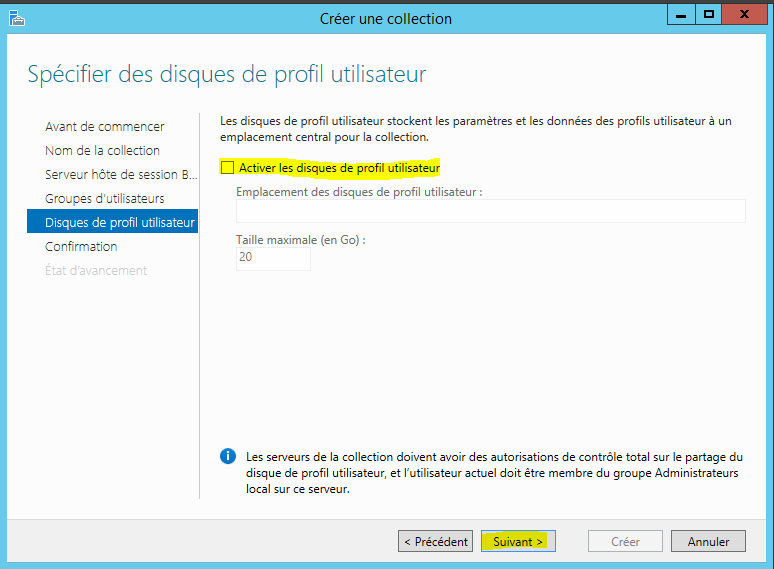 Créer une collection
Spécifier des disques de profil utilisateur
Avant de commencer
Nom de la collection
Serveur hôte de session B...
Groupes d'utilisateurs
Disques de profil utilisateur
Confirmation
État d'avancement
Les disques de profil utilisateur stockent les paramètres et les données des profils utilisateur à un
emplacement central pour la collection.
Activer les disques de profil utilisateur
Emplacement des disques de profil utilisateur :
Taille maximale (en Go) :
20
Les serveurs de la collection doivent avoir des autorisations de contrôle total sur le partage du
disque de profil utilisateur, et l'utilisateur actuel doit être membre du groupe Administrateurs
local sur ce serveur.
< Précédent
Suivant >
Créer
Annuler